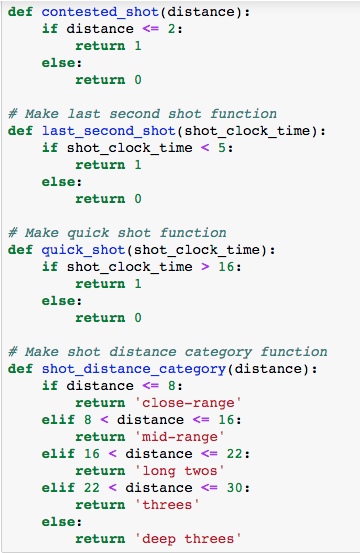 def contested_shot(distance):
    if distance <= 2:
        return 1
    else:
        return 0

# Make last second shot function
def last_second_shot(shot_clock_time):
    if shot_clock_time < 5:
        return 1
    else:
        return 0

# Make quick shot function
def quick_shot(shot_clock_time):
    if shot_clock_time > 16:
        return 1
    else:
        return 0

# Make shot distance category function
def shot_distance_category(distance):
    if distance <= 8:
        return 'close-range'
    elif 8 < distance <= 16:
        return 'mid-range'
    elif 16 < distance <= 22:
        return 'long twos'
    elif 22 < distance <= 30:
        return 'threes'
    else:
        return 'deep threes'